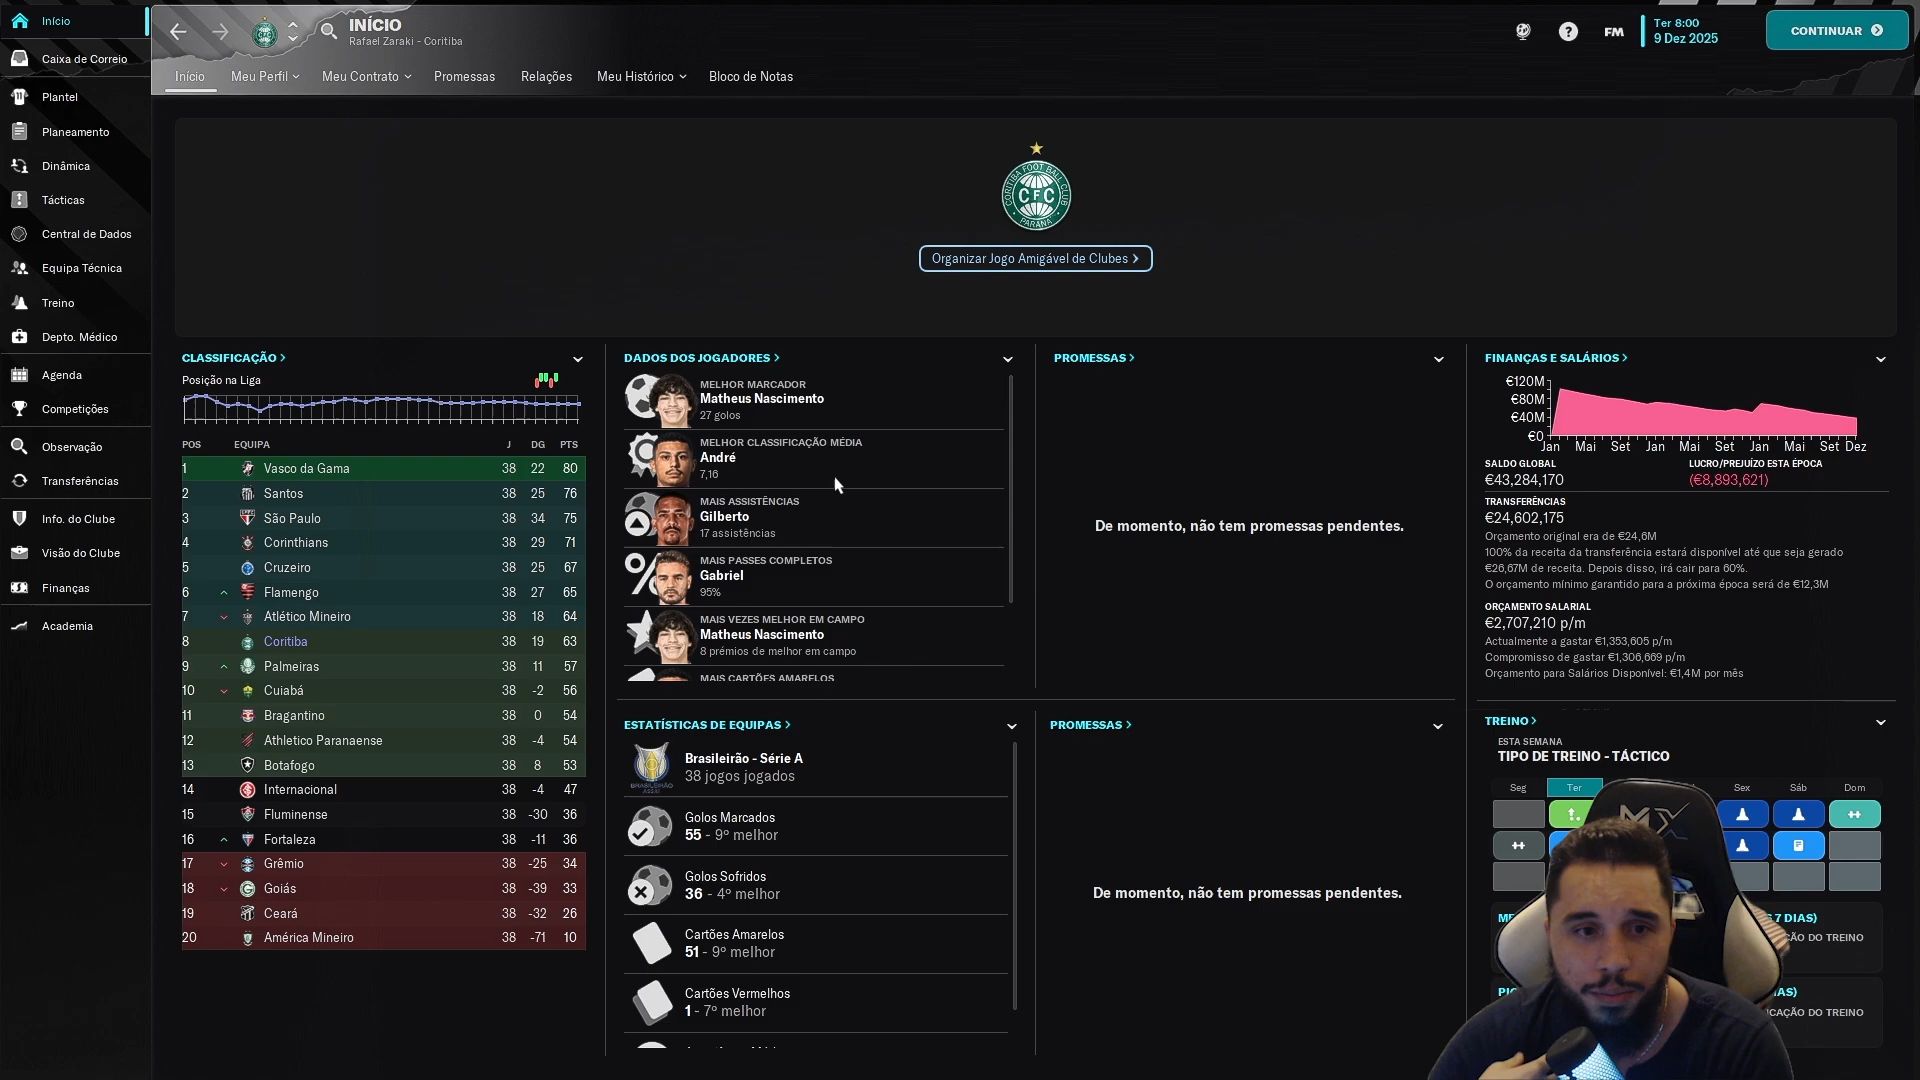 Início
Caixa de Correio
Plantel
Planeamento
Dinâmica
Tácticas
Central de Dados
Equipa Técnica
Treino
Depto. Médico
Agenda
Competições
Observação
Transferências
Info. do Clube
Visão do Clube
Finanças
Academia
INÍCIO
Rafael Zaraki - Coritiba
FM
Ter 8:00
9 Dez 2025
CONTINUAR
Início
Meu Perfil
Meu Contrato
Promessas
Relações
Meu Histórico
Bloco de Notas
CORITIBA FOOT BALL CLUB
CFC
PARANÁ
Organizar Jogo Amigável de Clubes
CLASSIFICAÇÃO
Posição na Liga
POS EQUIPA J DG PTS
1 Vasco da Gama 38 22 80
2 Santos 38 25 76
3 São Paulo 38 34 75
4 Corinthians 38 29 71
5 Cruzeiro 38 25 67
6 Flamengo 38 27 65
7 Atlético Mineiro 38 18 64
8 Coritiba 38 19 63
9 Palmeiras 38 11 57
10 Cuiabá 38 -2 56
11 Bragantino 38 0 54
12 Athletico Paranaense 38 -4 54
13 Botafogo 38 8 53
14 Internacional 38 -4 47
15 Fluminense 38 -30 36
16 Fortaleza 38 -11 36
17 Grêmio 38 -25 34
18 Goiás 38 -39 33
19 Ceará 38 -32 26
20 América Mineiro 38 -71 10
DADOS DOS JOGADORES
MELHOR MARCADOR
Matheus Nascimento
27 golos
MELHOR CLASSIFICAÇÃO MÉDIA
André
7,16
MAIS ASSISTÊNCIAS
Gilberto
17 assistências
MAIS PASSES COMPLETOS
Gabriel
95%
MAIS VEZES MELHOR EM CAMPO
Matheus Nascimento
8 prémios de melhor em campo
MAIS CARTÕES AMARELOS
ESTATÍSTICAS DE EQUIPAS
Brasileirão - Série A
38 jogos jogados
Golos Marcados
55 - 9º melhor
Golos Sofridos
36 - 4º melhor
Cartões Amarelos
51 - 9º melhor
Cartões Vermelhos
1 - 7º melhor
PROMESSAS
De momento, não tem promessas pendentes.
PROMESSAS
De momento, não tem promessas pendentes.
FINANÇAS E SALÁRIOS
€120M
€80M
€40M
€0
Jan Mai Set Jan Mai Set Jan Mai Set Dez
SALDO GLOBAL
€43,284,170
LUCRO/PREJUÍZO ESTA ÉPOCA
(€8,893,621)
TRANSFERÊNCIAS
€24,602,175
Orçamento original era de €24,6M
100% da receita da transferência estará disponível até que seja gerado
€26,67M de receita. Depois disso, irá cair para 60%.
O orçamento mínimo garantido para a próxima época será de €12,3M
ORÇAMENTO SALARIAL
€2,707,210 p/m
Actualmente a gastar €1,353,605 p/m
Compromisso de gastar €1,306,669 p/m
Orçamento para Salários Disponível: €1,4M por mês
TREINO
ESTA SEMANA
TIPO DE TREINO - TÁCTICO
Seg Ter Sex Sáb Dom
7 DIAS)
ÇÃO DO TREINO
IAS)
ICAÇÃO DO TREINO